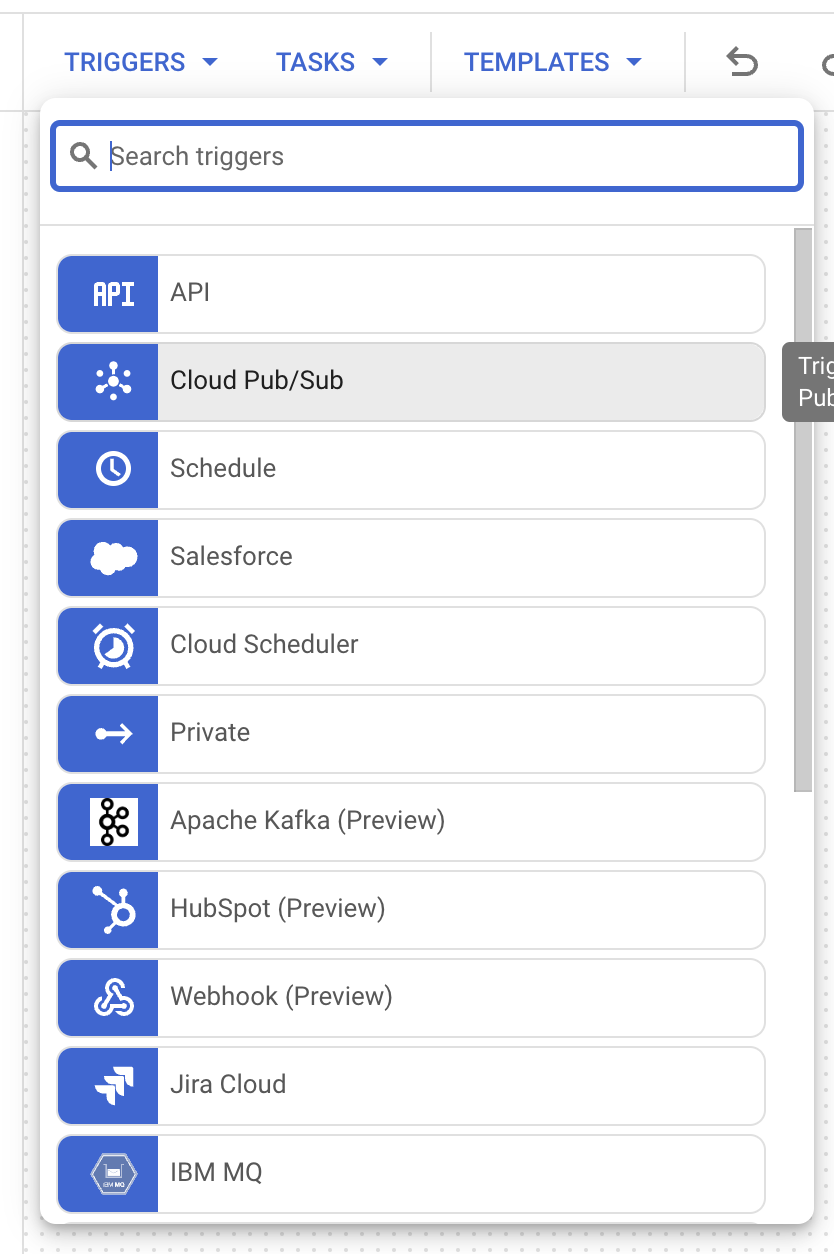 TRIGGERS TASKS TEMPLATES
Search triggers
API API
Cloud Pub/Sub
Schedule
Salesforce
Cloud Scheduler
Private
Apache Kafka (Preview)
HubSpot (Preview)
Webhook (Preview)
Jira Cloud
IBM MQ IBM MQ
Trig
Pub